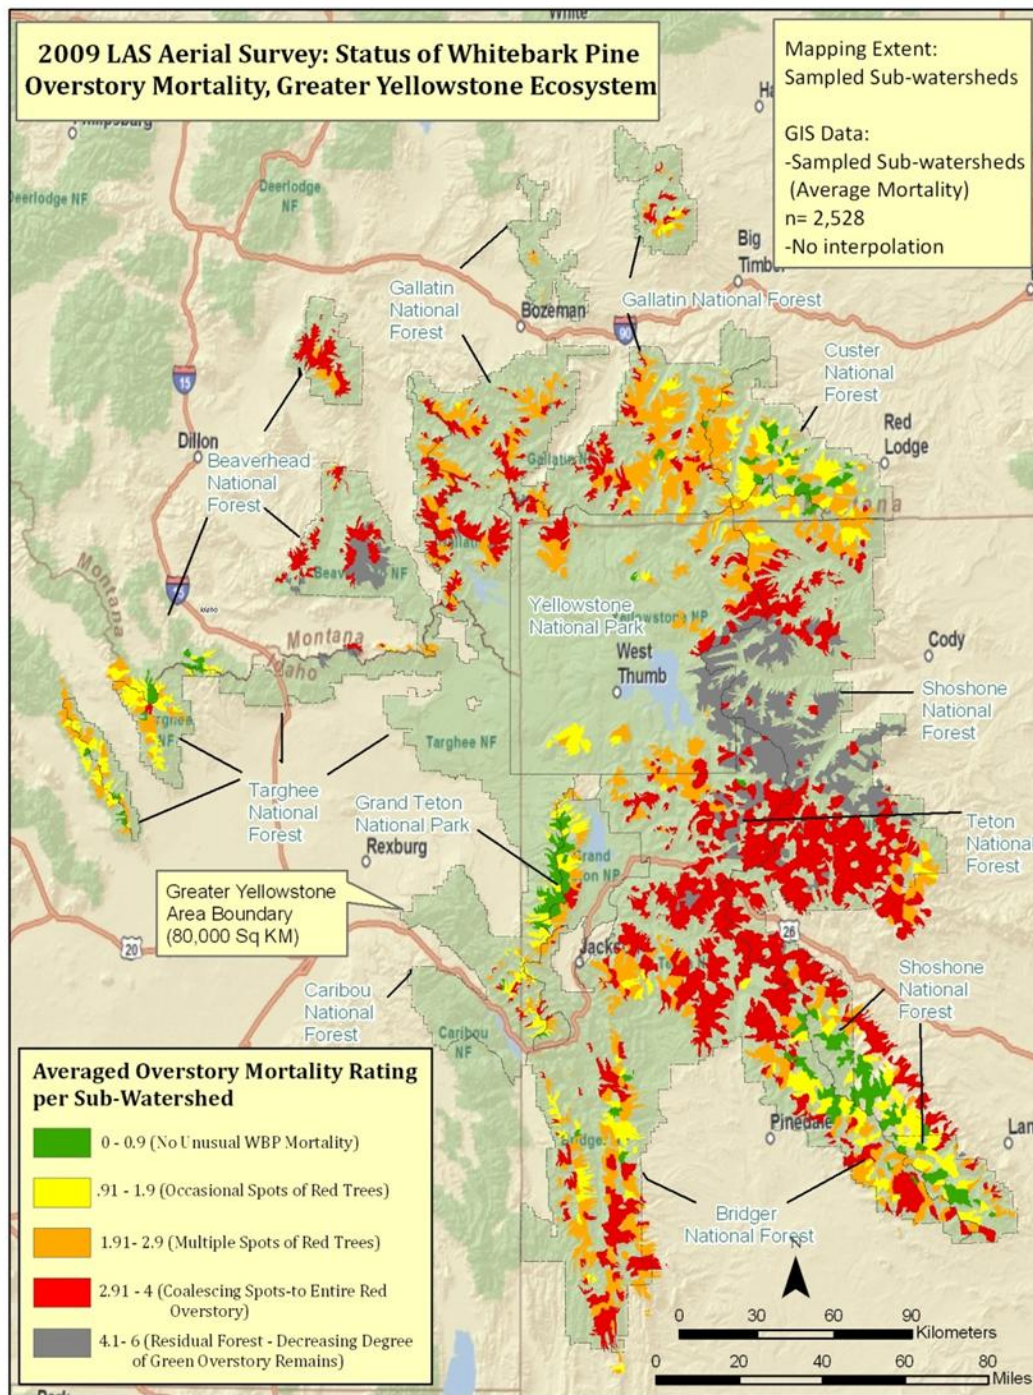 White
2009 LAS Aerial Survey: Status of Whitebark Pine
Overstory Mortality, Greater Yellowstone Ecosystem
Mapping Extent:
Sampled Sub-watersheds
GIS Data:
-Sampled Sub-watersheds
(Average Mortality)
n= 2,528
-No interpolation
Deerlodge NF
Deerlodge
NF
Big
Gallatin
National
Forest
Bozeman
Gallatin National Forest
90
15
Custer
National
Forest
Red
Lodge
Dillon
Beaverhead
National
Forest
Montana
Idaho
Montana
Idaho
Yellowstone
National Park
Yellowstone NP
West
Thumb
Cody
Shoshone
National
Forest
Targhee NF
Targhee
National
Forest
Grand Teton
National Park
Teton
National
Forest
Rexburg
Greater Yellowstone
Area Boundary
(80,000 Sq KM)
20
26
Caribou
National
Forest
Caribou
NF
Shoshone
National
Forest
Pinedale
Bridger
National Forest
N
Averaged Overstory Mortality Rating
per Sub-Watershed
0 - 0.9 (No Unusual WBP Mortality)
.91 - 1.9 (Occasional Spots of Red Trees)
1.91- 2.9 (Multiple Spots of Red Trees)
2.91 - 4 (Coalescing Spots-to Entire Red
Overstory)
4.1- 6 (Residual Forest - Decreasing Degree
of Green Overstory Remains)
0 30 60 90
Kilometers
0 20 40 60 80
Miles